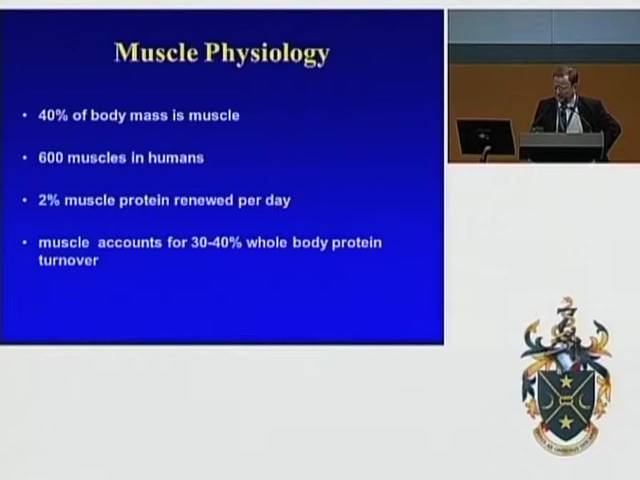 Muscle Physiology
• 40% of body mass is muscle
• 600 muscles in humans
• 2% muscle protein renewed per day
• muscle accounts for 30-40% whole body protein
turnover